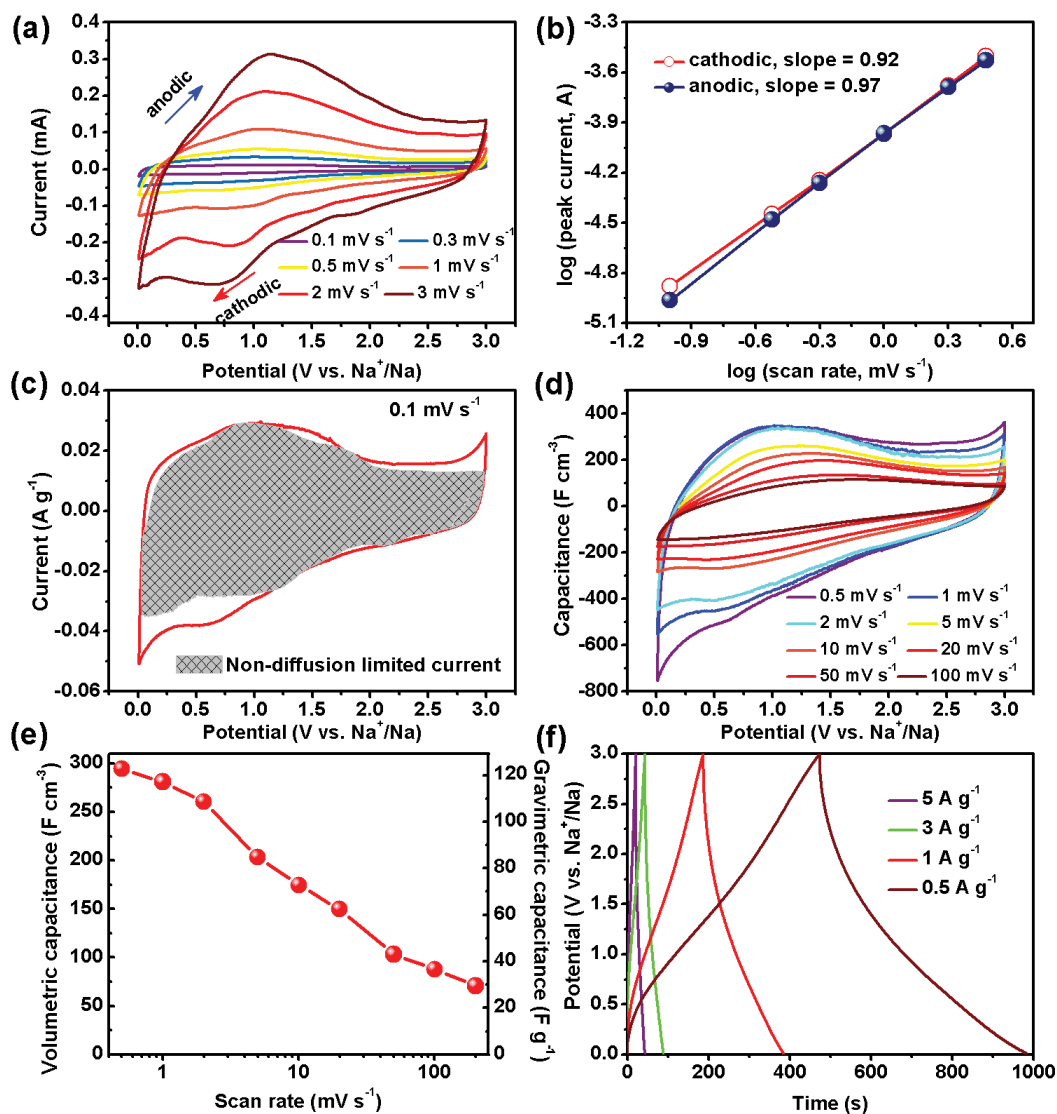 (a)
0.4
0.3
0.2
0.1
0.0
-0.1
-0.2
-0.3
-0.4
Current (mA)
anodic
cathodic
0.1 mV s⁻¹ 0.3 mV s⁻¹
0.5 mV s⁻¹ 1 mV s⁻¹
2 mV s⁻¹ 3 mV s⁻¹
0.0 0.5 1.0 1.5 2.0 2.5 3.0
Potential (V vs. Na⁺/Na)
(b)
-3.3
-3.6
-3.9
-4.2
-4.5
-4.8
-5.1
log (peak current, A)
cathodic, slope = 0.92
anodic, slope = 0.97
-1.2 -0.9 -0.6 -0.3 0.0 0.3 0.6
log (scan rate, mV s⁻¹)
(c)
0.04
0.02
0.00
-0.02
-0.04
-0.06
Current (A g⁻¹)
0.1 mV s⁻¹
Non-diffusion limited current
0.0 0.5 1.0 1.5 2.0 2.5 3.0
Potential (V vs. Na⁺/Na)
(d)
400
200
0
-200
-400
-600
-800
Capacitance (F cm⁻³)
0.5 mV s⁻¹ 1 mV s⁻¹
2 mV s⁻¹ 5 mV s⁻¹
10 mV s⁻¹ 20 mV s⁻¹
50 mV s⁻¹ 100 mV s⁻¹
0.0 0.5 1.0 1.5 2.0 2.5 3.0
Potential (V vs. Na⁺/Na)
(e)
300
250
200
150
100
50
0
Volumetric capacitance (F cm⁻³)
120
100
80
60
40
20
0
Gravimetric capacitance (F g⁻¹)
1 10 100
Scan rate (mV s⁻¹)
(f)
3.0
2.5
2.0
1.5
1.0
0.5
0.0
Potential (V vs. Na⁺/Na)
5 A g⁻¹
3 A g⁻¹
1 A g⁻¹
0.5 A g⁻¹
0 200 400 600 800 1000
Time (s)